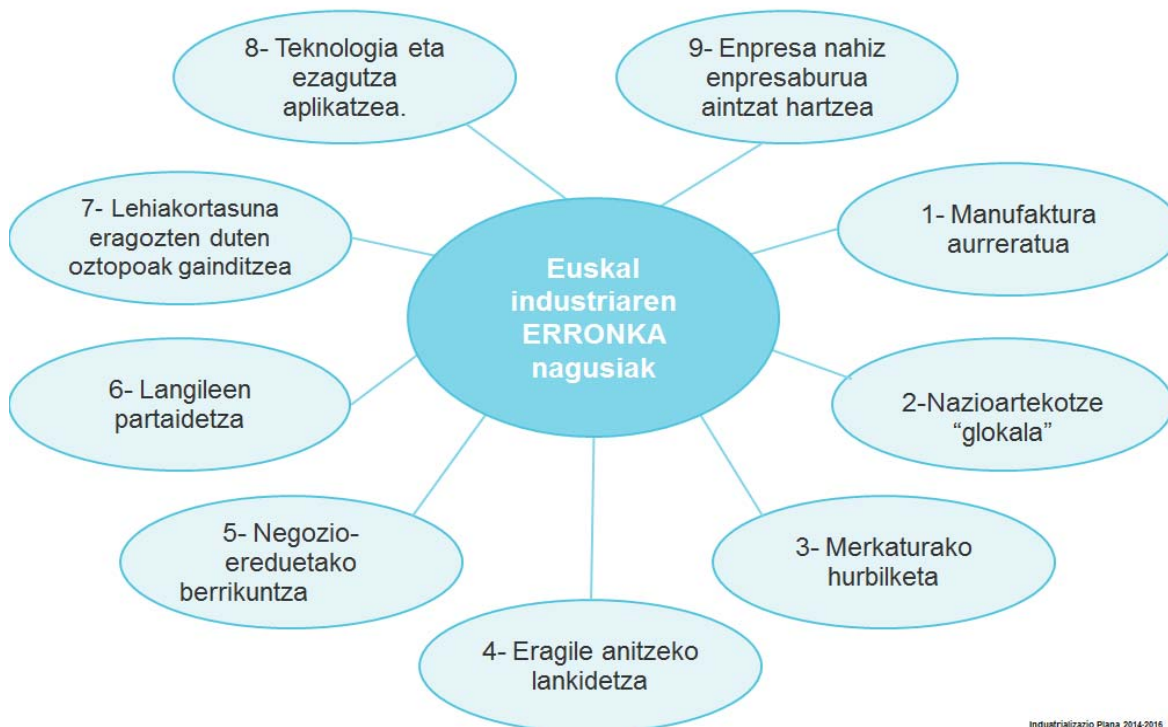 8- Teknologia eta
ezagutza
aplikatzea.
9- Enpresa nahiz
enpresaburua
aintzat hartzea
7- Lehiakortasuna
eragozten duten
oztopoak gainditzea
1- Manufaktura
aurreratua
Euskal
industriaren
ERRONKA
nagusiak
6- Langileen
partaidetza
2-Nazioartekotze
“glokala”
5- Negozio-
ereduetako
berrikuntza
3- Merkaturako
hurbilketa
4- Eragile anitzeko
lankidetza
Industrializazio Plana 2014-2016